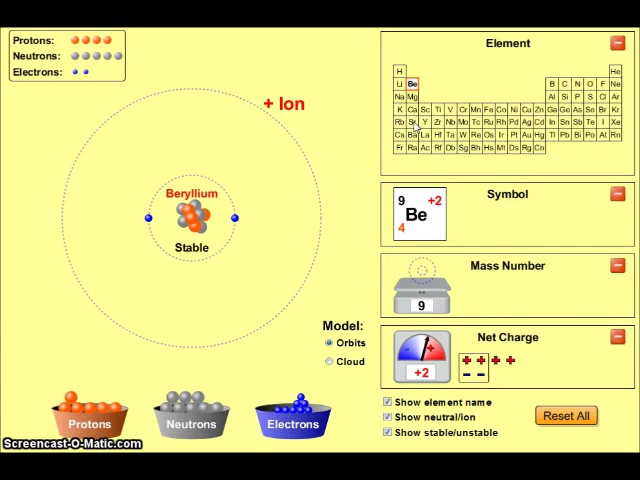 Protons:
Neutrons:
Electrons:
+ Ion
Beryllium
Stable
Model:
Orbits
Cloud
Protons
Neutrons
Electrons
Element
H He
Li Be B C N O F Ne
Na Mg Al Si P S Cl Ar
K Ca Sc Ti V Cr Mn Fe Co Ni Cu Zn Ga Ge As Se Br Kr
Rb Sr Y Zr Nb Mo Tc Ru Rh Pd Ag Cd In Sn Sb Te I Xe
Cs Ba La Hf Ta W Re Os Ir Pt Au Hg Tl Pb Bi Po At Rn
Fr Ra Ac Rf Db Sg Bh Hs Mt Ds Rg Cn
Symbol
9 +2
Be
4
Mass Number
9
Net Charge
- +
+2
+ + + +
- -
Show element name
Show neutral/ion
Show stable/unstable
Reset All
Screencast-O-Matic.com